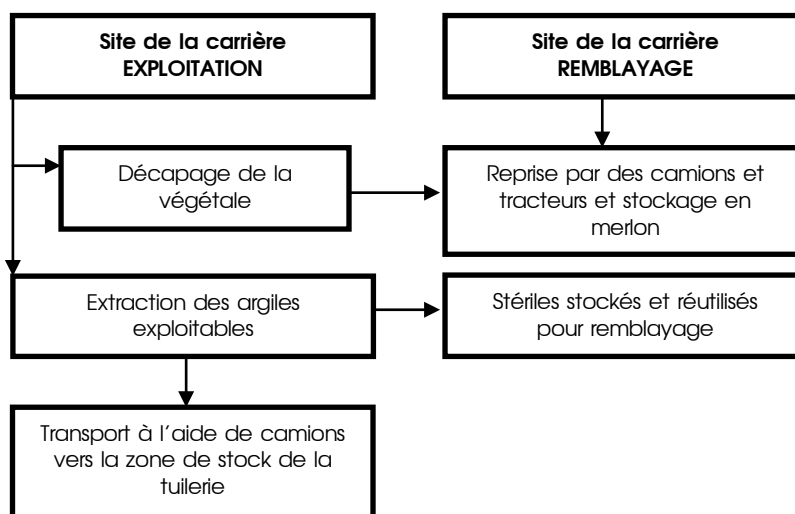 Site de la carrière
EXPLOITATION
Site de la carrière
REMBLAYAGE
Décapage de la
végétale
Reprise par des camions et
tracteurs et stockage en
merlon
Extraction des argiles
exploitables
Stériles stockés et réutilisés
pour remblayage
Transport à l'aide de camions
vers la zone de stock de la
tuilerie